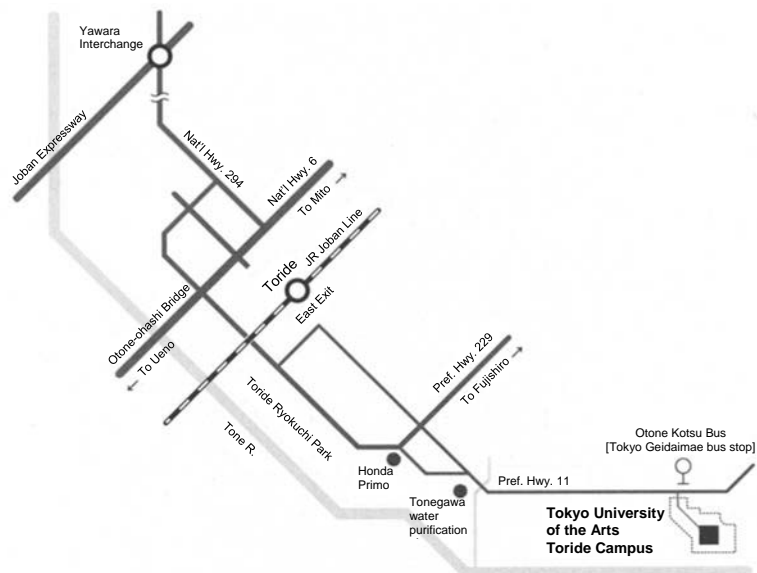 Yawara
Interchange
Joban Expressway
Nat'l Hwy. 294
Nat'l Hwy. 6
To Mito →
JR Joban Line
Toride
East Exit
Otone-ohashi Bridge
← To Ueno
Pref. Hwy. 229
To Fujishiro →
Toride Ryokuchi Park
Tone R.
Honda
Primo
Otone Kotsu Bus
[Tokyo Geidaimae bus stop]
Pref. Hwy. 11
Tonegawa
water
purification
Tokyo University
of the Arts
Toride Campus